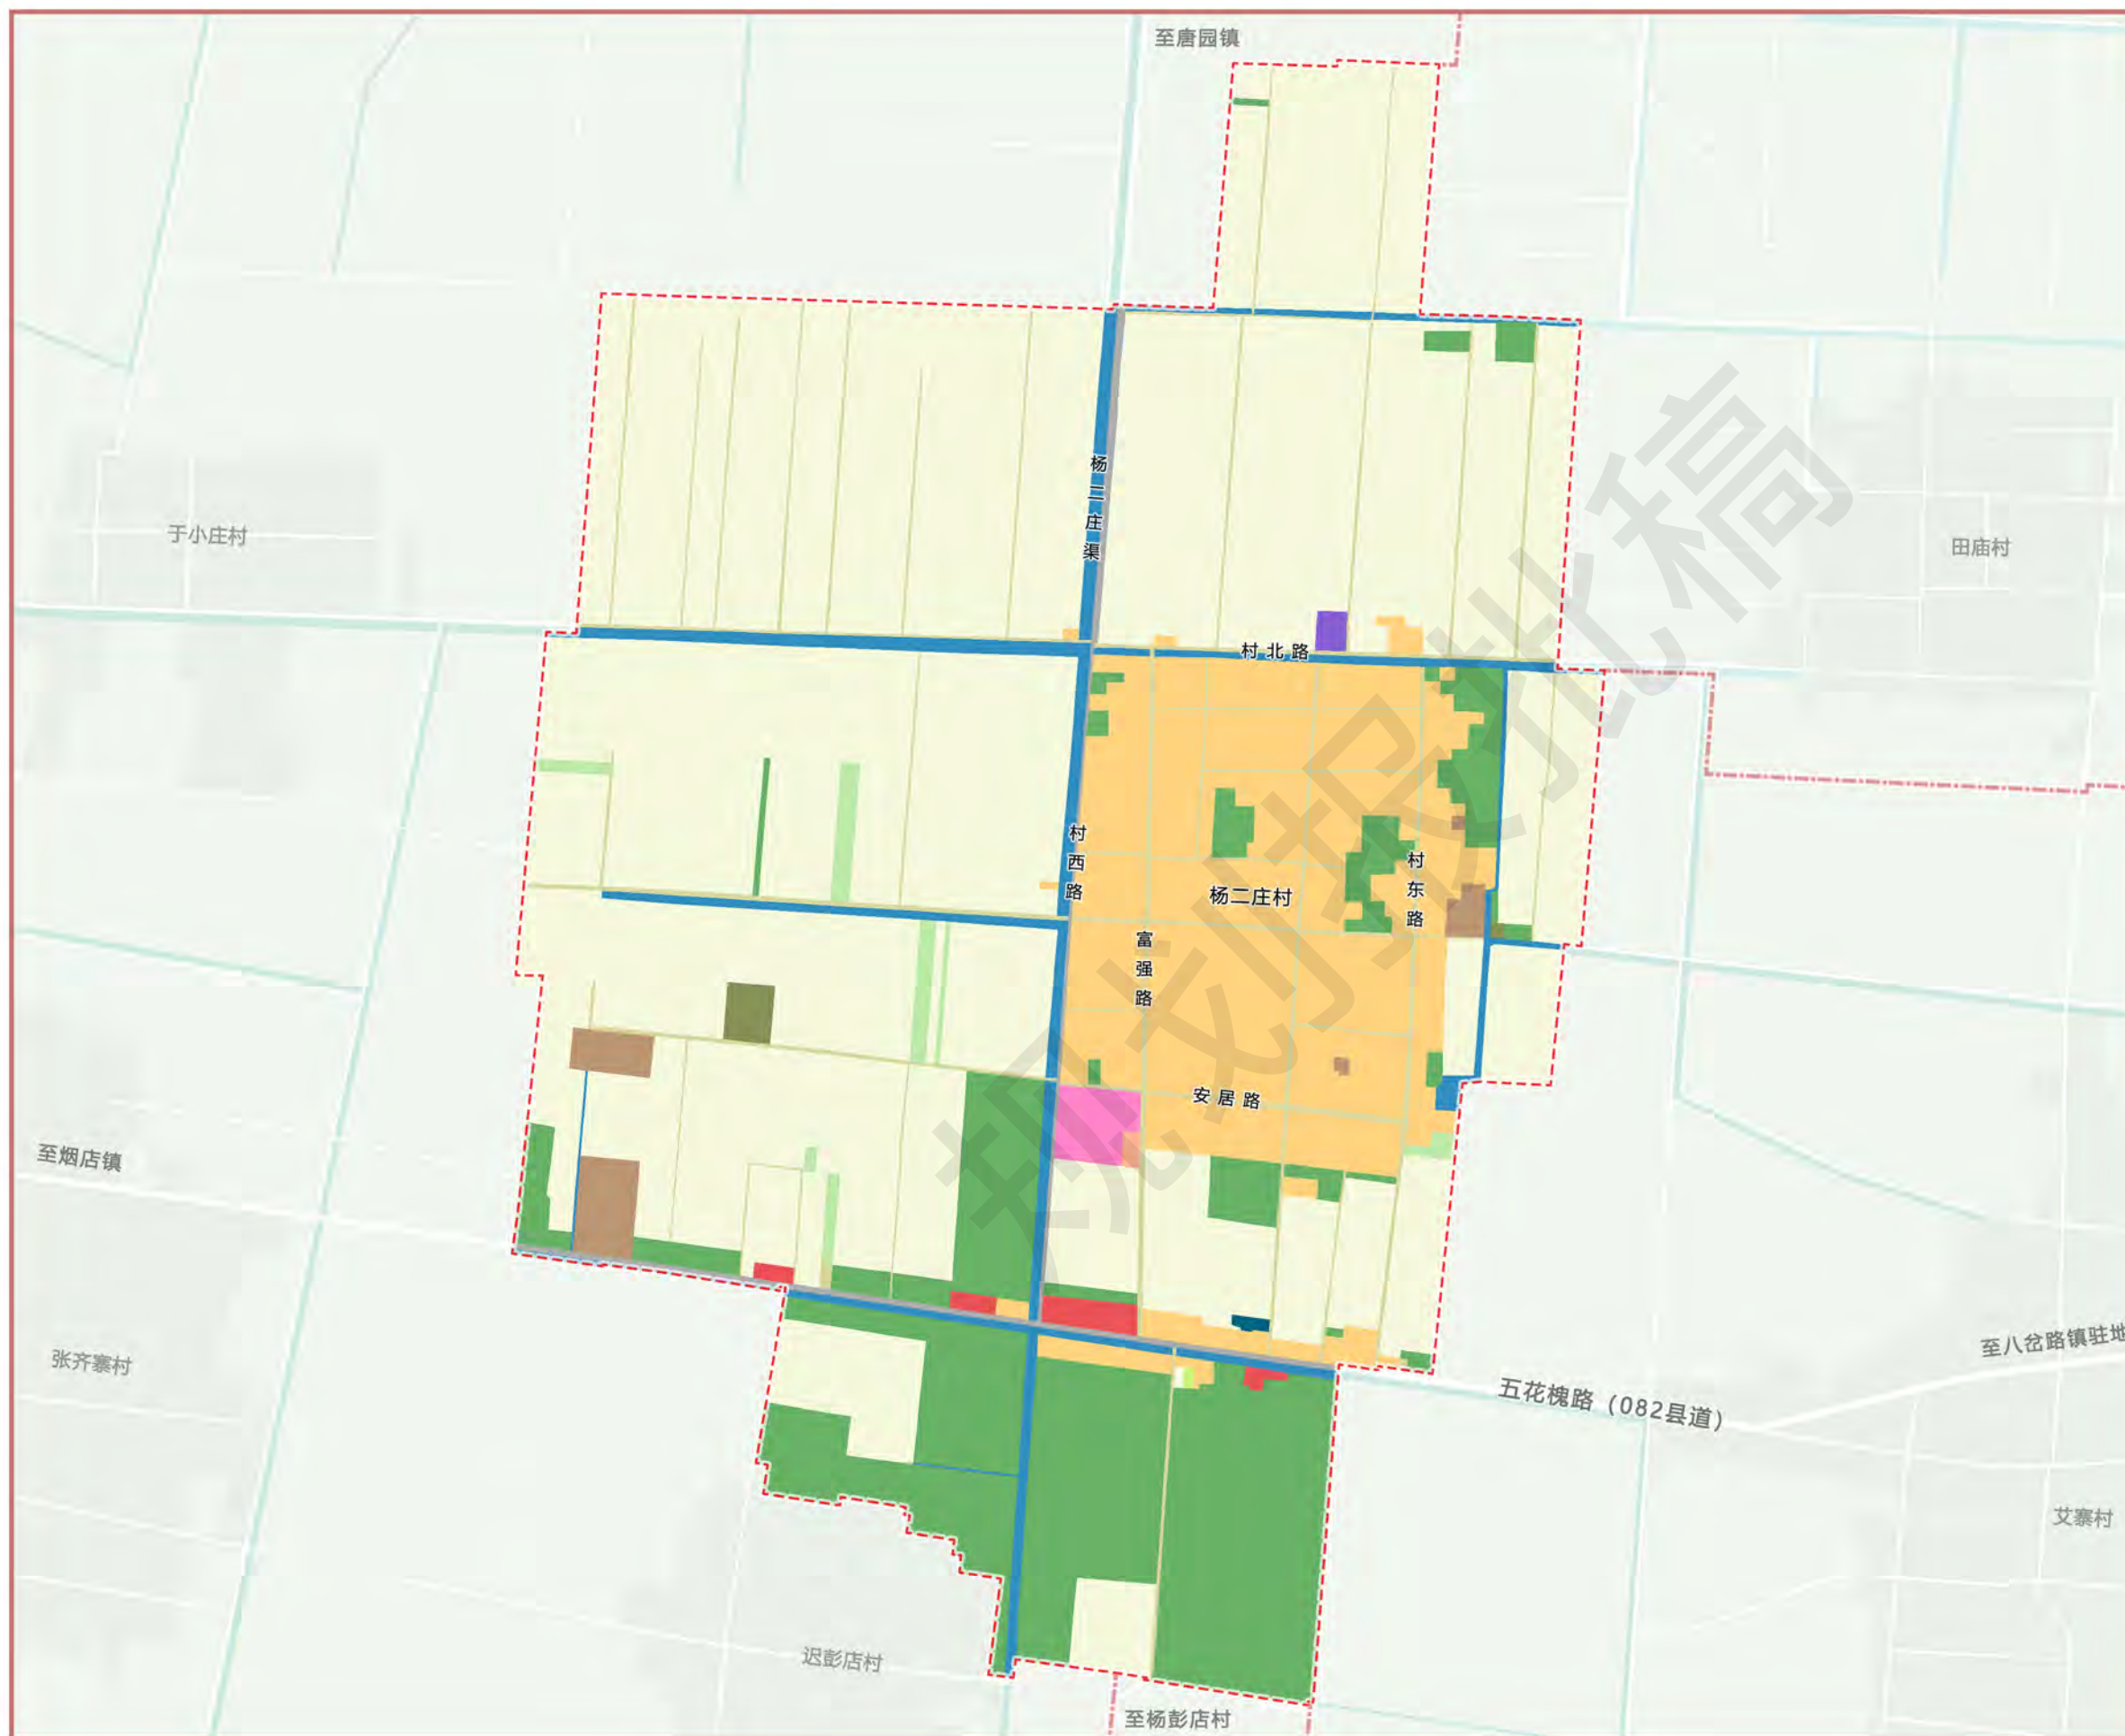 至唐园镇
杨二庄渠
于小庄村
田庙村
村北路
村西路
村东路
杨二庄村
富强路
安居路
至烟店镇
至八岔路镇驻地
张齐寨村
五花槐路（082县道）
艾寨村
迟彭店村
至杨彭店村
规划报批稿